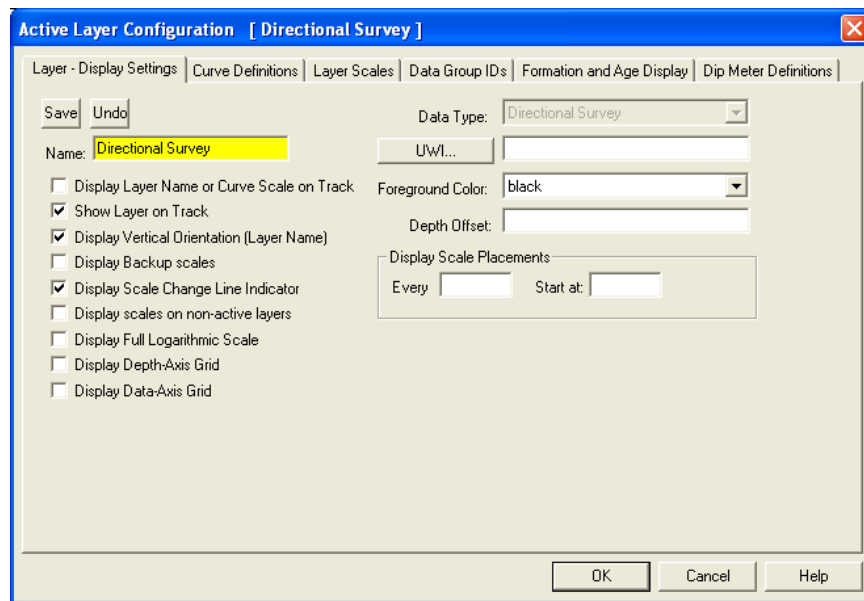 Active Layer Configuration [ Directional Survey ]
Layer - Display Settings Curve Definitions Layer Scales Data Group IDs Formation and Age Display Dip Meter Definitions
Save Undo
Name: Directional Survey
Display Layer Name or Curve Scale on Track
Show Layer on Track
Display Vertical Orientation (Layer Name)
Display Backup scales
Display Scale Change Line Indicator
Display scales on non-active layers
Display Full Logarithmic Scale
Display Depth-Axis Grid
Display Data-Axis Grid
Data Type: Directional Survey
UWI...
Foreground Color: black
Depth Offset:
Display Scale Placements
Every Start at:
OK Cancel Help